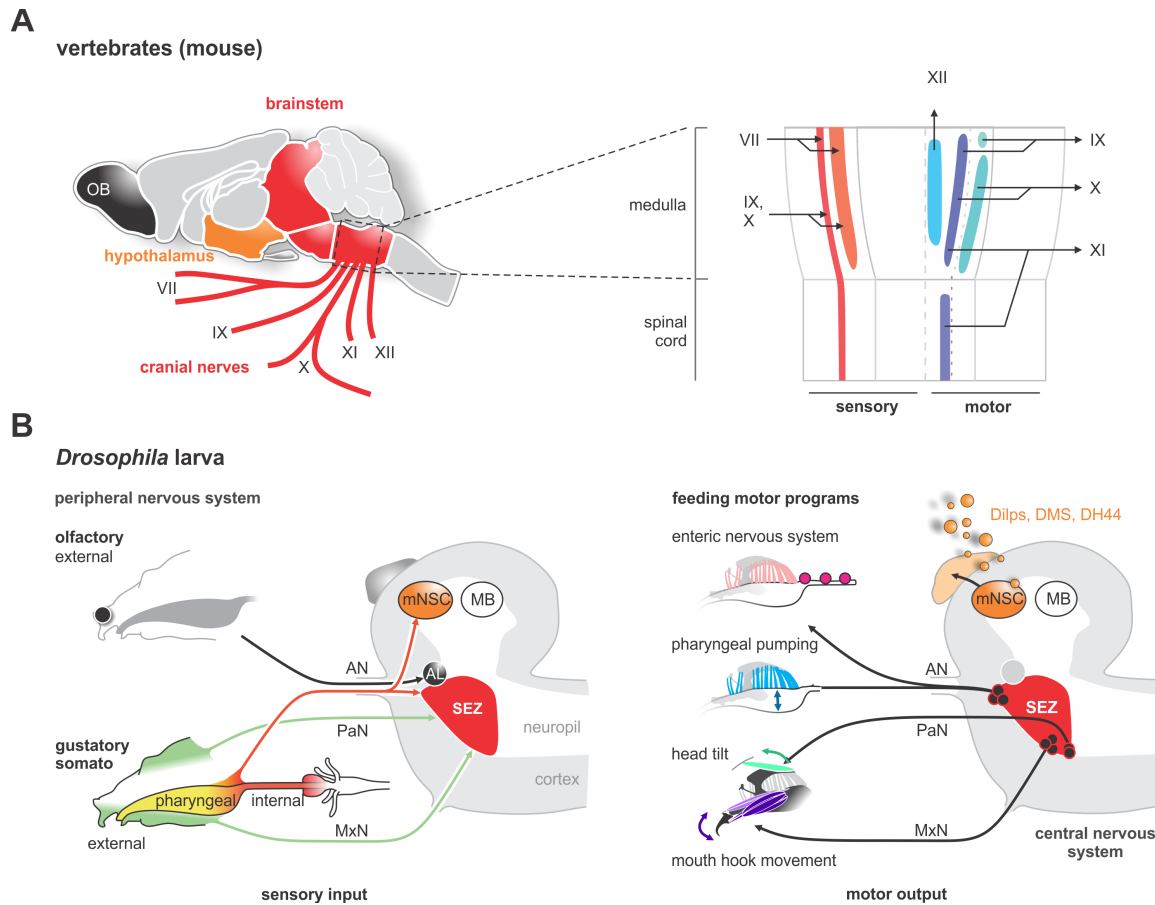 A
vertebrates (mouse)
brainstem
OB
hypothalamus
VII
IX
cranial nerves
X
XI
XII
XII
VII
IX
medulla
IX,
X
X
XI
spinal
cord
sensory
motor
B
Drosophila larva
peripheral nervous system
olfactory
external
mNSC
MB
AN
AL
SEZ
PaN
neuropil
gustatory
somato
pharyngeal
internal
cortex
external
MxN
sensory input
feeding motor programs
Dilps, DMS, DH44
enteric nervous system
mNSC
MB
pharyngeal pumping
AN
SEZ
PaN
head tilt
MxN
central nervous
system
mouth hook movement
motor output